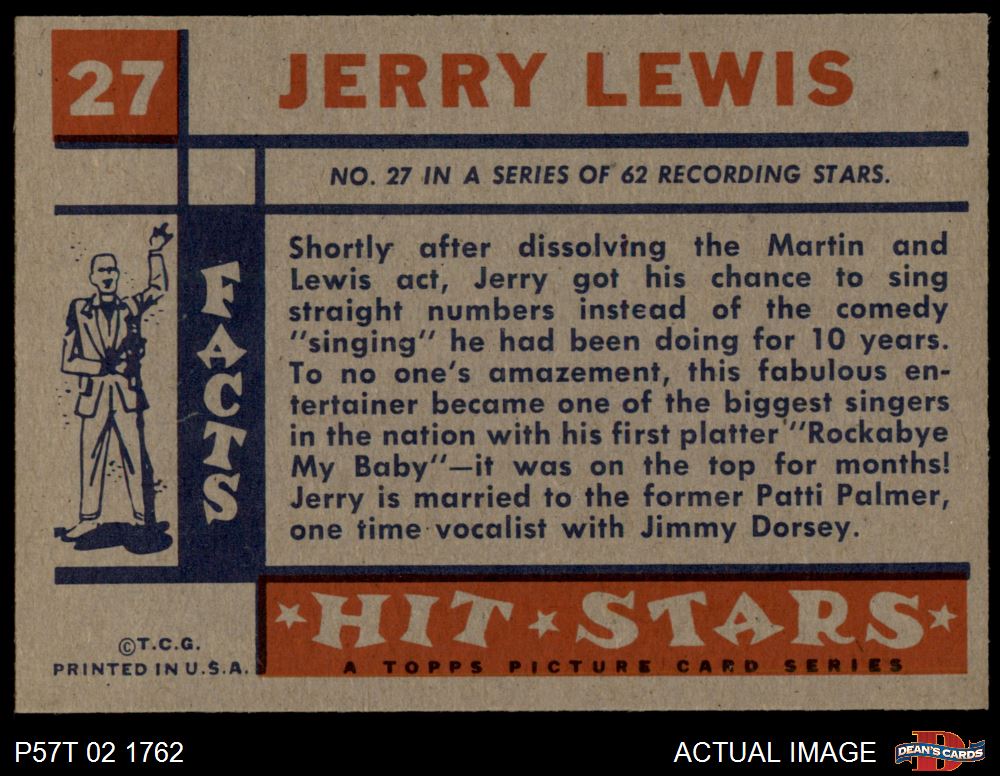 27
JERRY LEWIS
NO. 27 IN A SERIES OF 62 RECORDING STARS.
FACTS
Shortly after dissolving the Martin and
Lewis act, Jerry got his chance to sing
straight numbers instead of the comedy
"singing" he had been doing for 10 years.
To no one's amazement, this fabulous en-
tertainer became one of the biggest singers
in the nation with his first platter "Rockabye
My Baby"—it was on the top for months!
Jerry is married to the former Patti Palmer,
one time vocalist with Jimmy Dorsey.
HIT STARS
A TOPPS PICTURE CARD SERIES
©T.C.G.
PRINTED IN U.S.A.
P57T 02 1762
ACTUAL IMAGE
D
DEAN'S CARDS